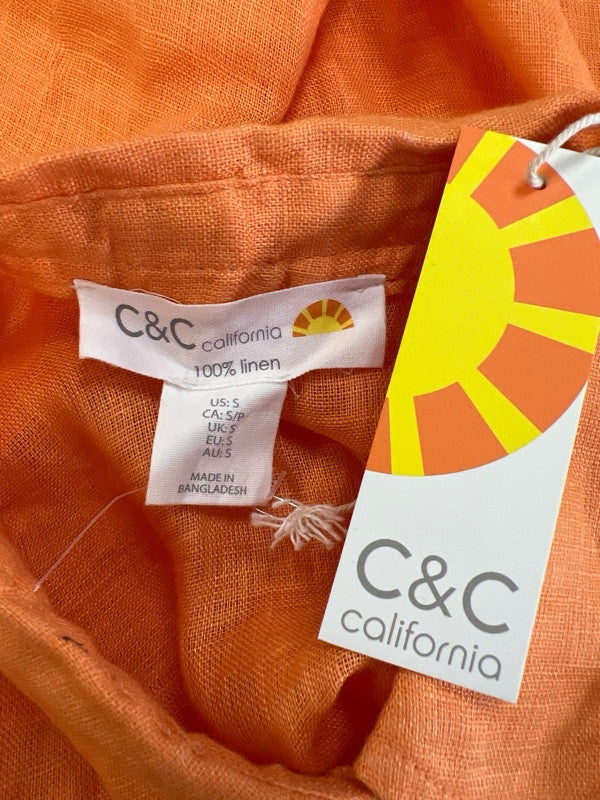 C&C california
100% linen
US: S
CA: S/P
UK: S
EU: S
AU: S
MADE IN
BANGLADESH
C&C
california